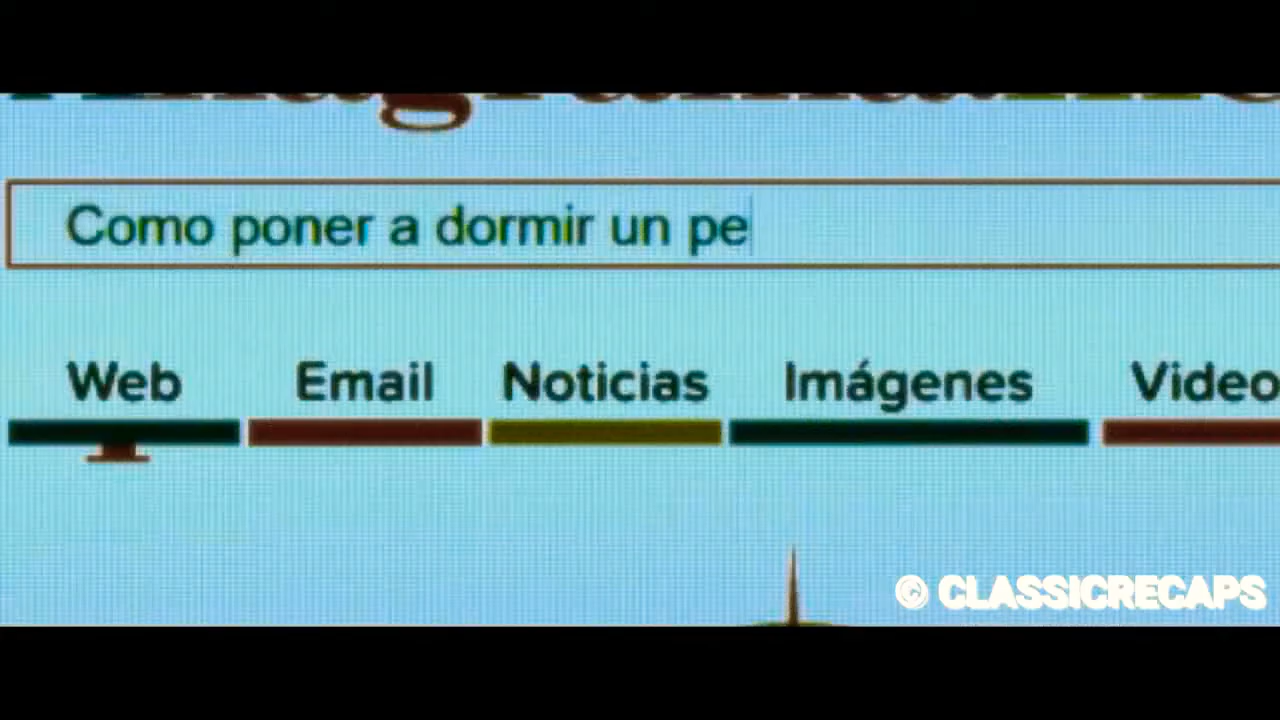 Como poner a dormir un pe
Web Email Noticias Imágenes Video
© CLASSICRECAPS